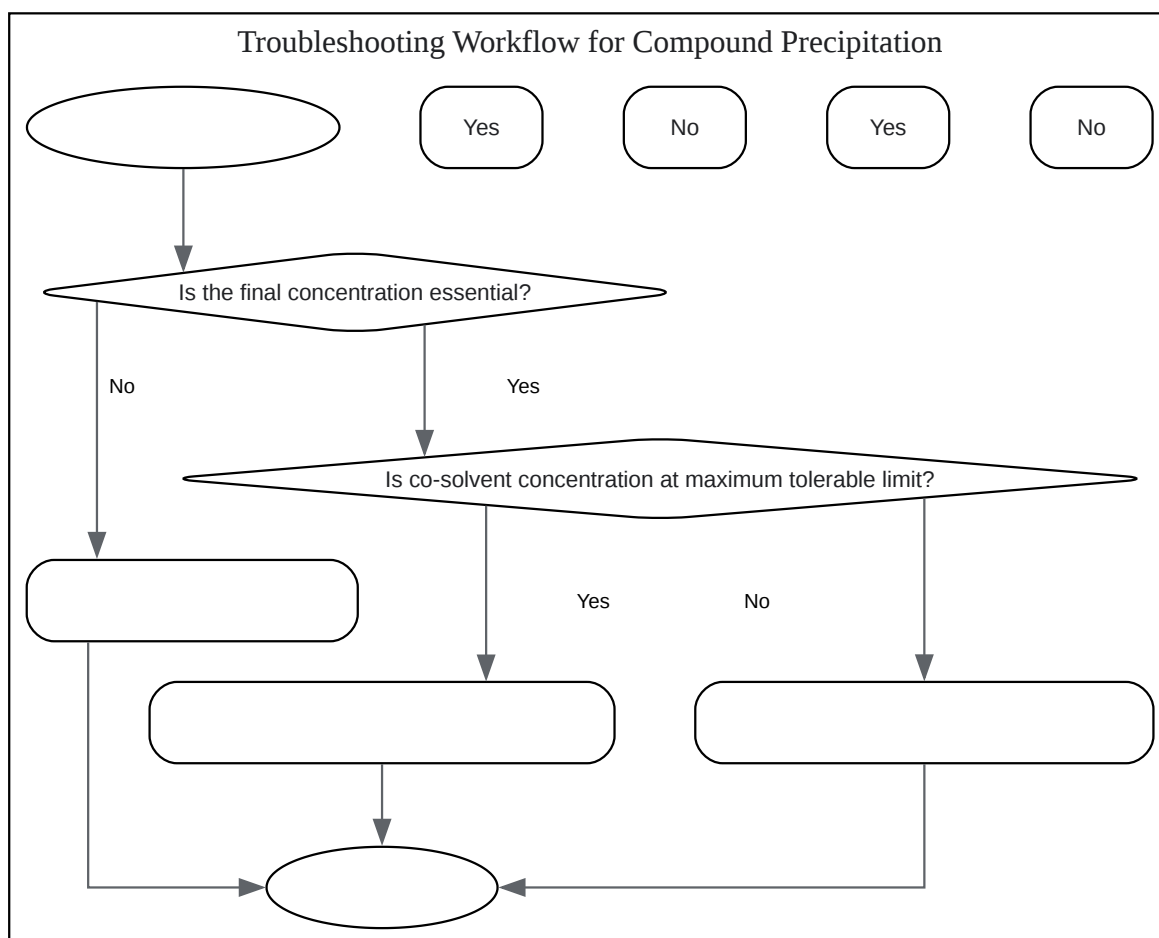 Troubleshooting Workflow for Compound Precipitation
Yes
No
Yes
No
Is the final concentration essential?
No
Yes
Is co-solvent concentration at maximum tolerable limit?
Yes
No